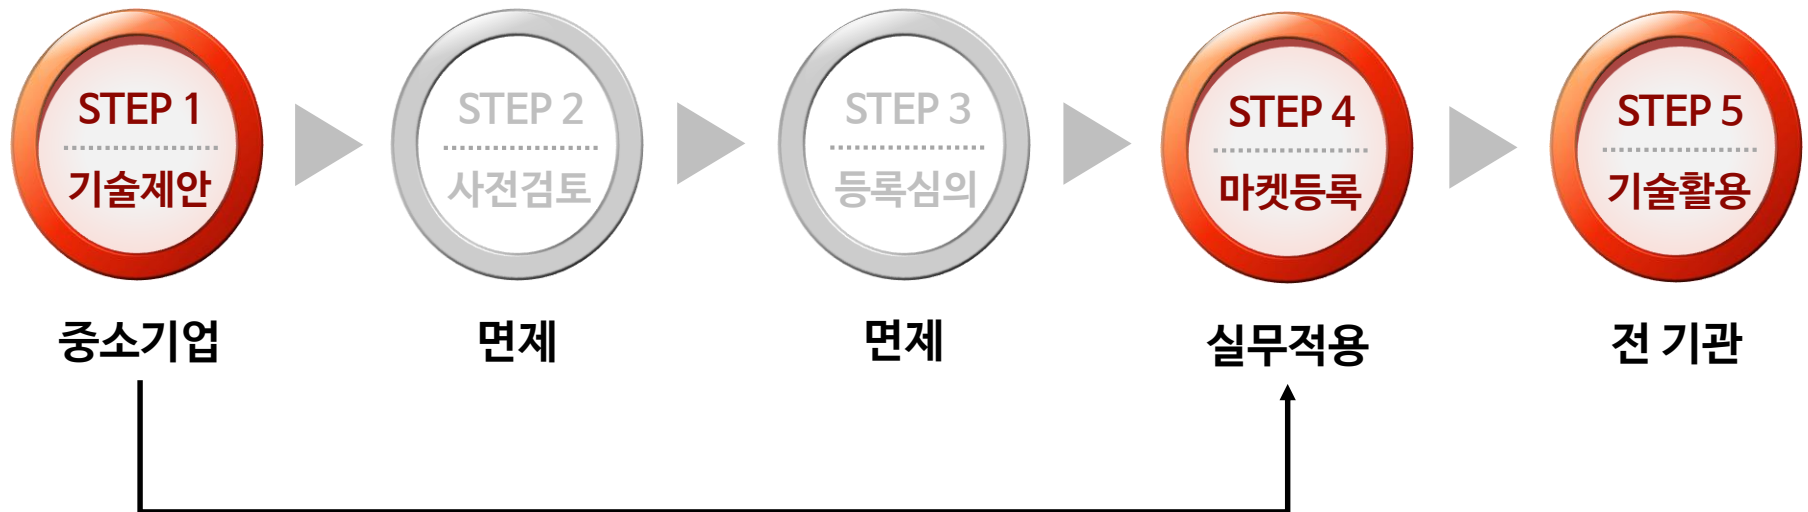 STEP 1
기술제안
STEP 2
사전검토
STEP 3
등록심의
STEP 4
마켓등록
STEP 5
기술활용
중소기업
면제
면제
실무적용
전 기관